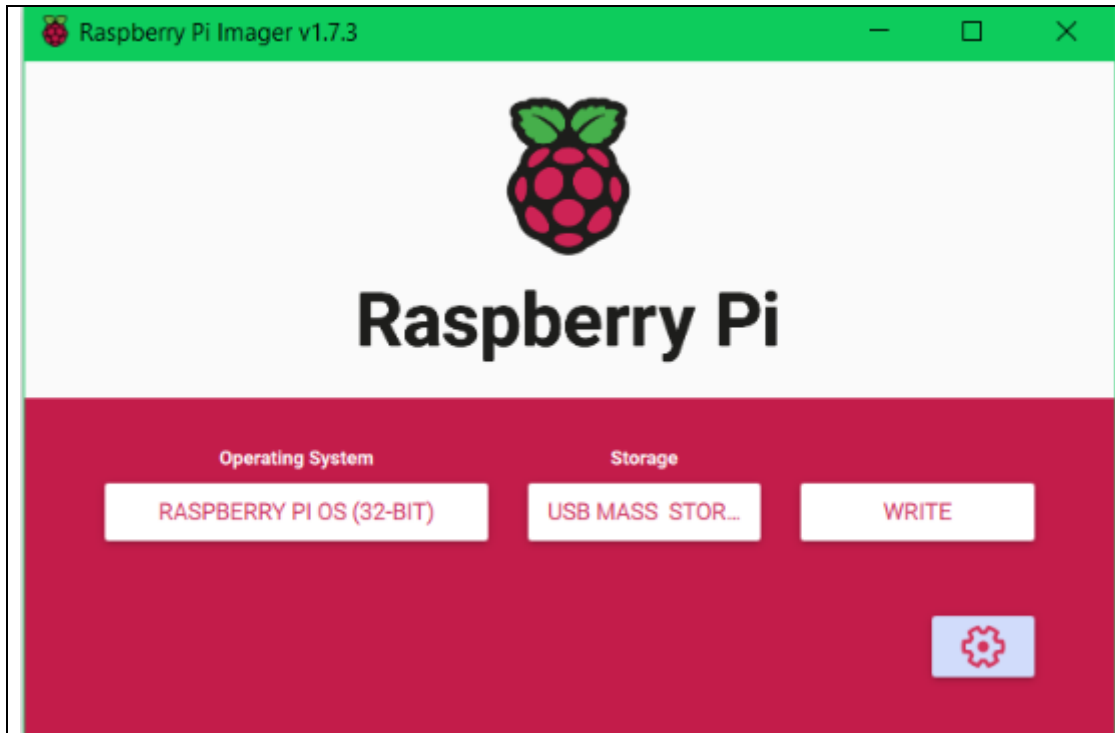 Raspberry Pi Imager v1.7.3
Raspberry Pi
Operating System
Storage
RASPBERRY PI OS (32-BIT)
USB MASS STOR...
WRITE